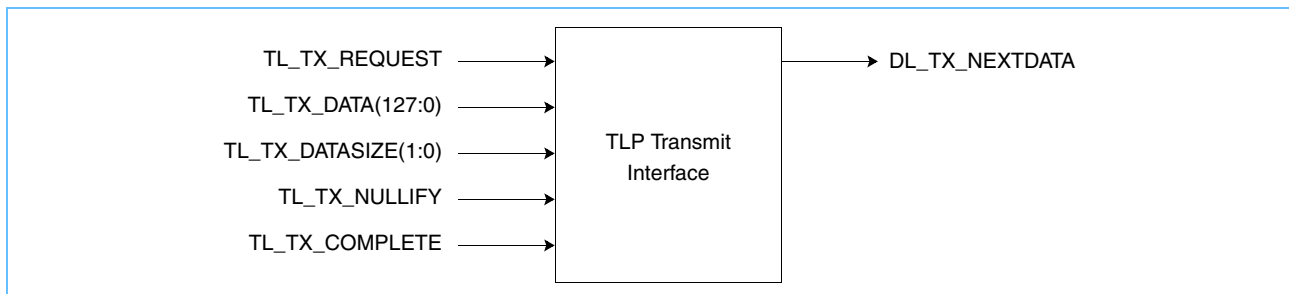 TL_TX_REQUEST
DL_TX_NEXTDATA
TL_TX_DATA(127:0)
TL_TX_DATASIZE(1:0)
TLP Transmit
Interface
TL_TX_NULLIFY
TL_TX_COMPLETE